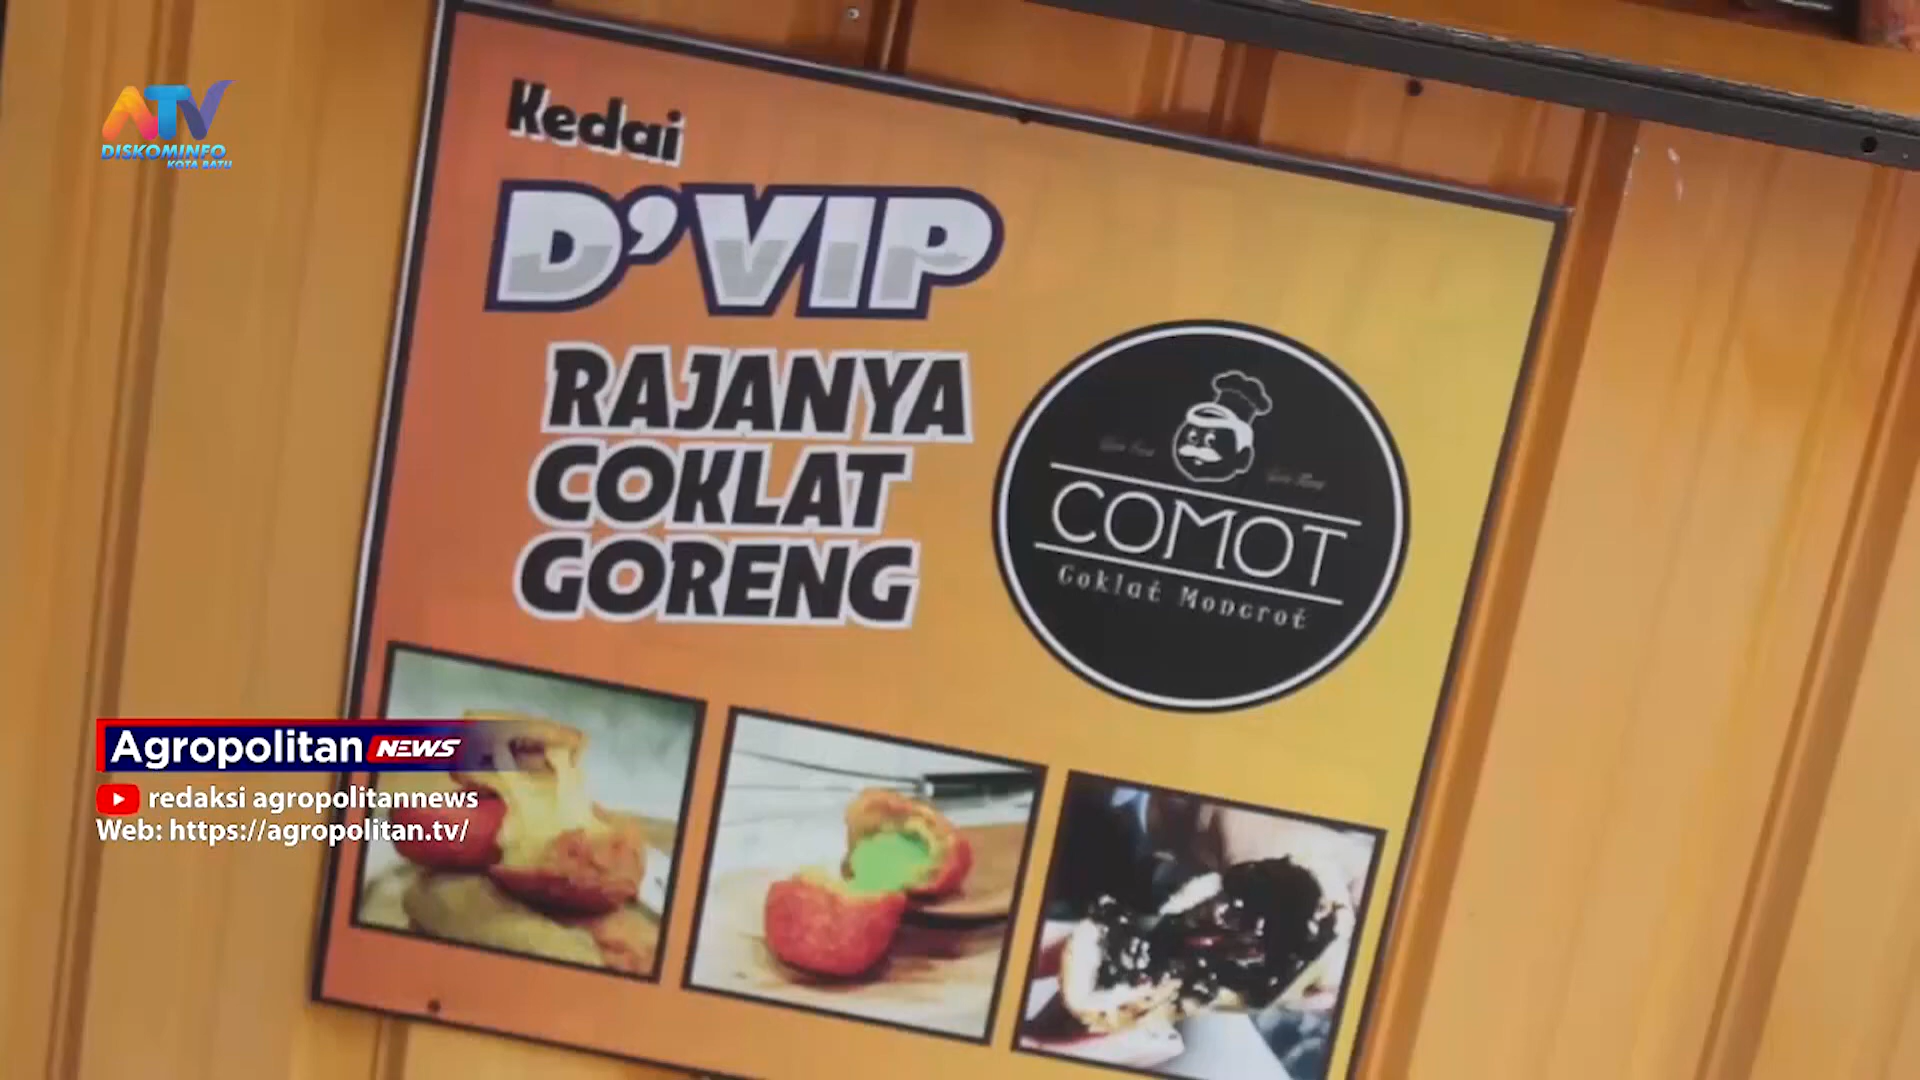 ATV
DISKOMINFO
KOTA BATU
Kedai
D'VIP
RAJANYA
COKLAT
GORENG
COMOT
Coklat Moncrot
Agropolitan NEWS
redaksi agropolitannews
Web: https://agropolitan.tv/